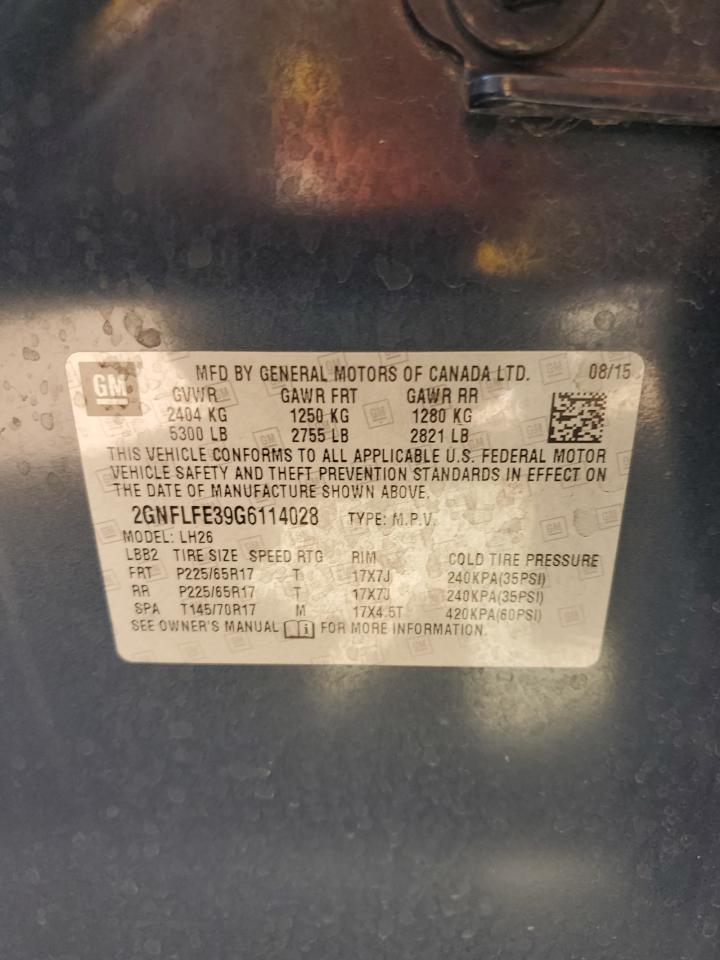 GM MFD BY GENERAL MOTORS OF CANADA LTD. 08/15
GVWR GAWR FRT GAWR RR
2404 KG 1250 KG 1280 KG
5300 LB 2755 LB 2821 LB
THIS VEHICLE CONFORMS TO ALL APPLICABLE U.S. FEDERAL MOTOR
VEHICLE SAFETY AND THEFT PREVENTION STANDARDS IN EFFECT ON
THE DATE OF MANUFACTURE SHOWN ABOVE.
2GNFLFE39G6114028 TYPE: M.P.V.
MODEL: LH26
LBB2 TIRE SIZE SPEED RTG RIM COLD TIRE PRESSURE
FRT P225/65R17 T 17X7J 240KPA(35PSI)
RR P225/65R17 T 17X7J 240KPA(35PSI)
SPA T145/70R17 M 17X4.5T 420KPA(60PSI)
SEE OWNER'S MANUAL i FOR MORE INFORMATION.